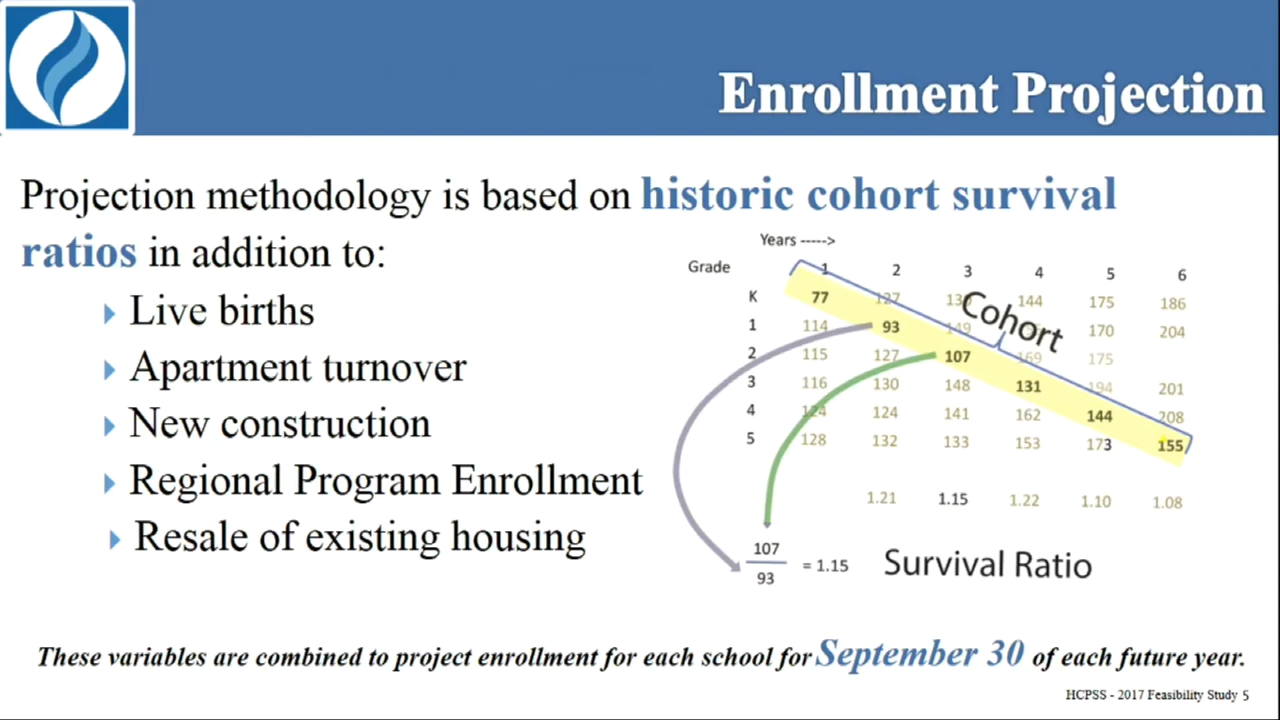 Enrollment Projection
Projection methodology is based on historic cohort survival
ratios in addition to:
Live births
Apartment turnover
New construction
Regional Program Enrollment
Resale of existing housing
Years ----->
Grade 1 2 3 4 5 6
K 77 127 144 175 186
1 114 93 170 204
2 115 127 107 175
3 116 130 148 131 194 201
4 124 124 141 162 144 208
5 128 132 133 153 173 155
Cohort
1.21 1.15 1.22 1.10 1.08
107
93
= 1.15
Survival Ratio
These variables are combined to project enrollment for each school for September 30 of each future year.
HCPSS - 2017 Feasibility Study 5